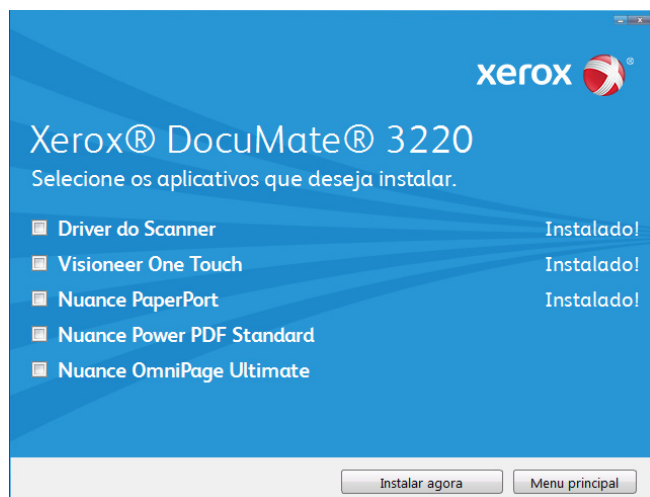 xerox ®
Xerox® DocuMate® 3220
Selecione os aplicativos que deseja instalar.
Driver do Scanner Instalado!
Visioneer One Touch Instalado!
Nuance PaperPort Instalado!
Nuance Power PDF Standard
Nuance OmniPage Ultimate
Instalar agora Menu principal